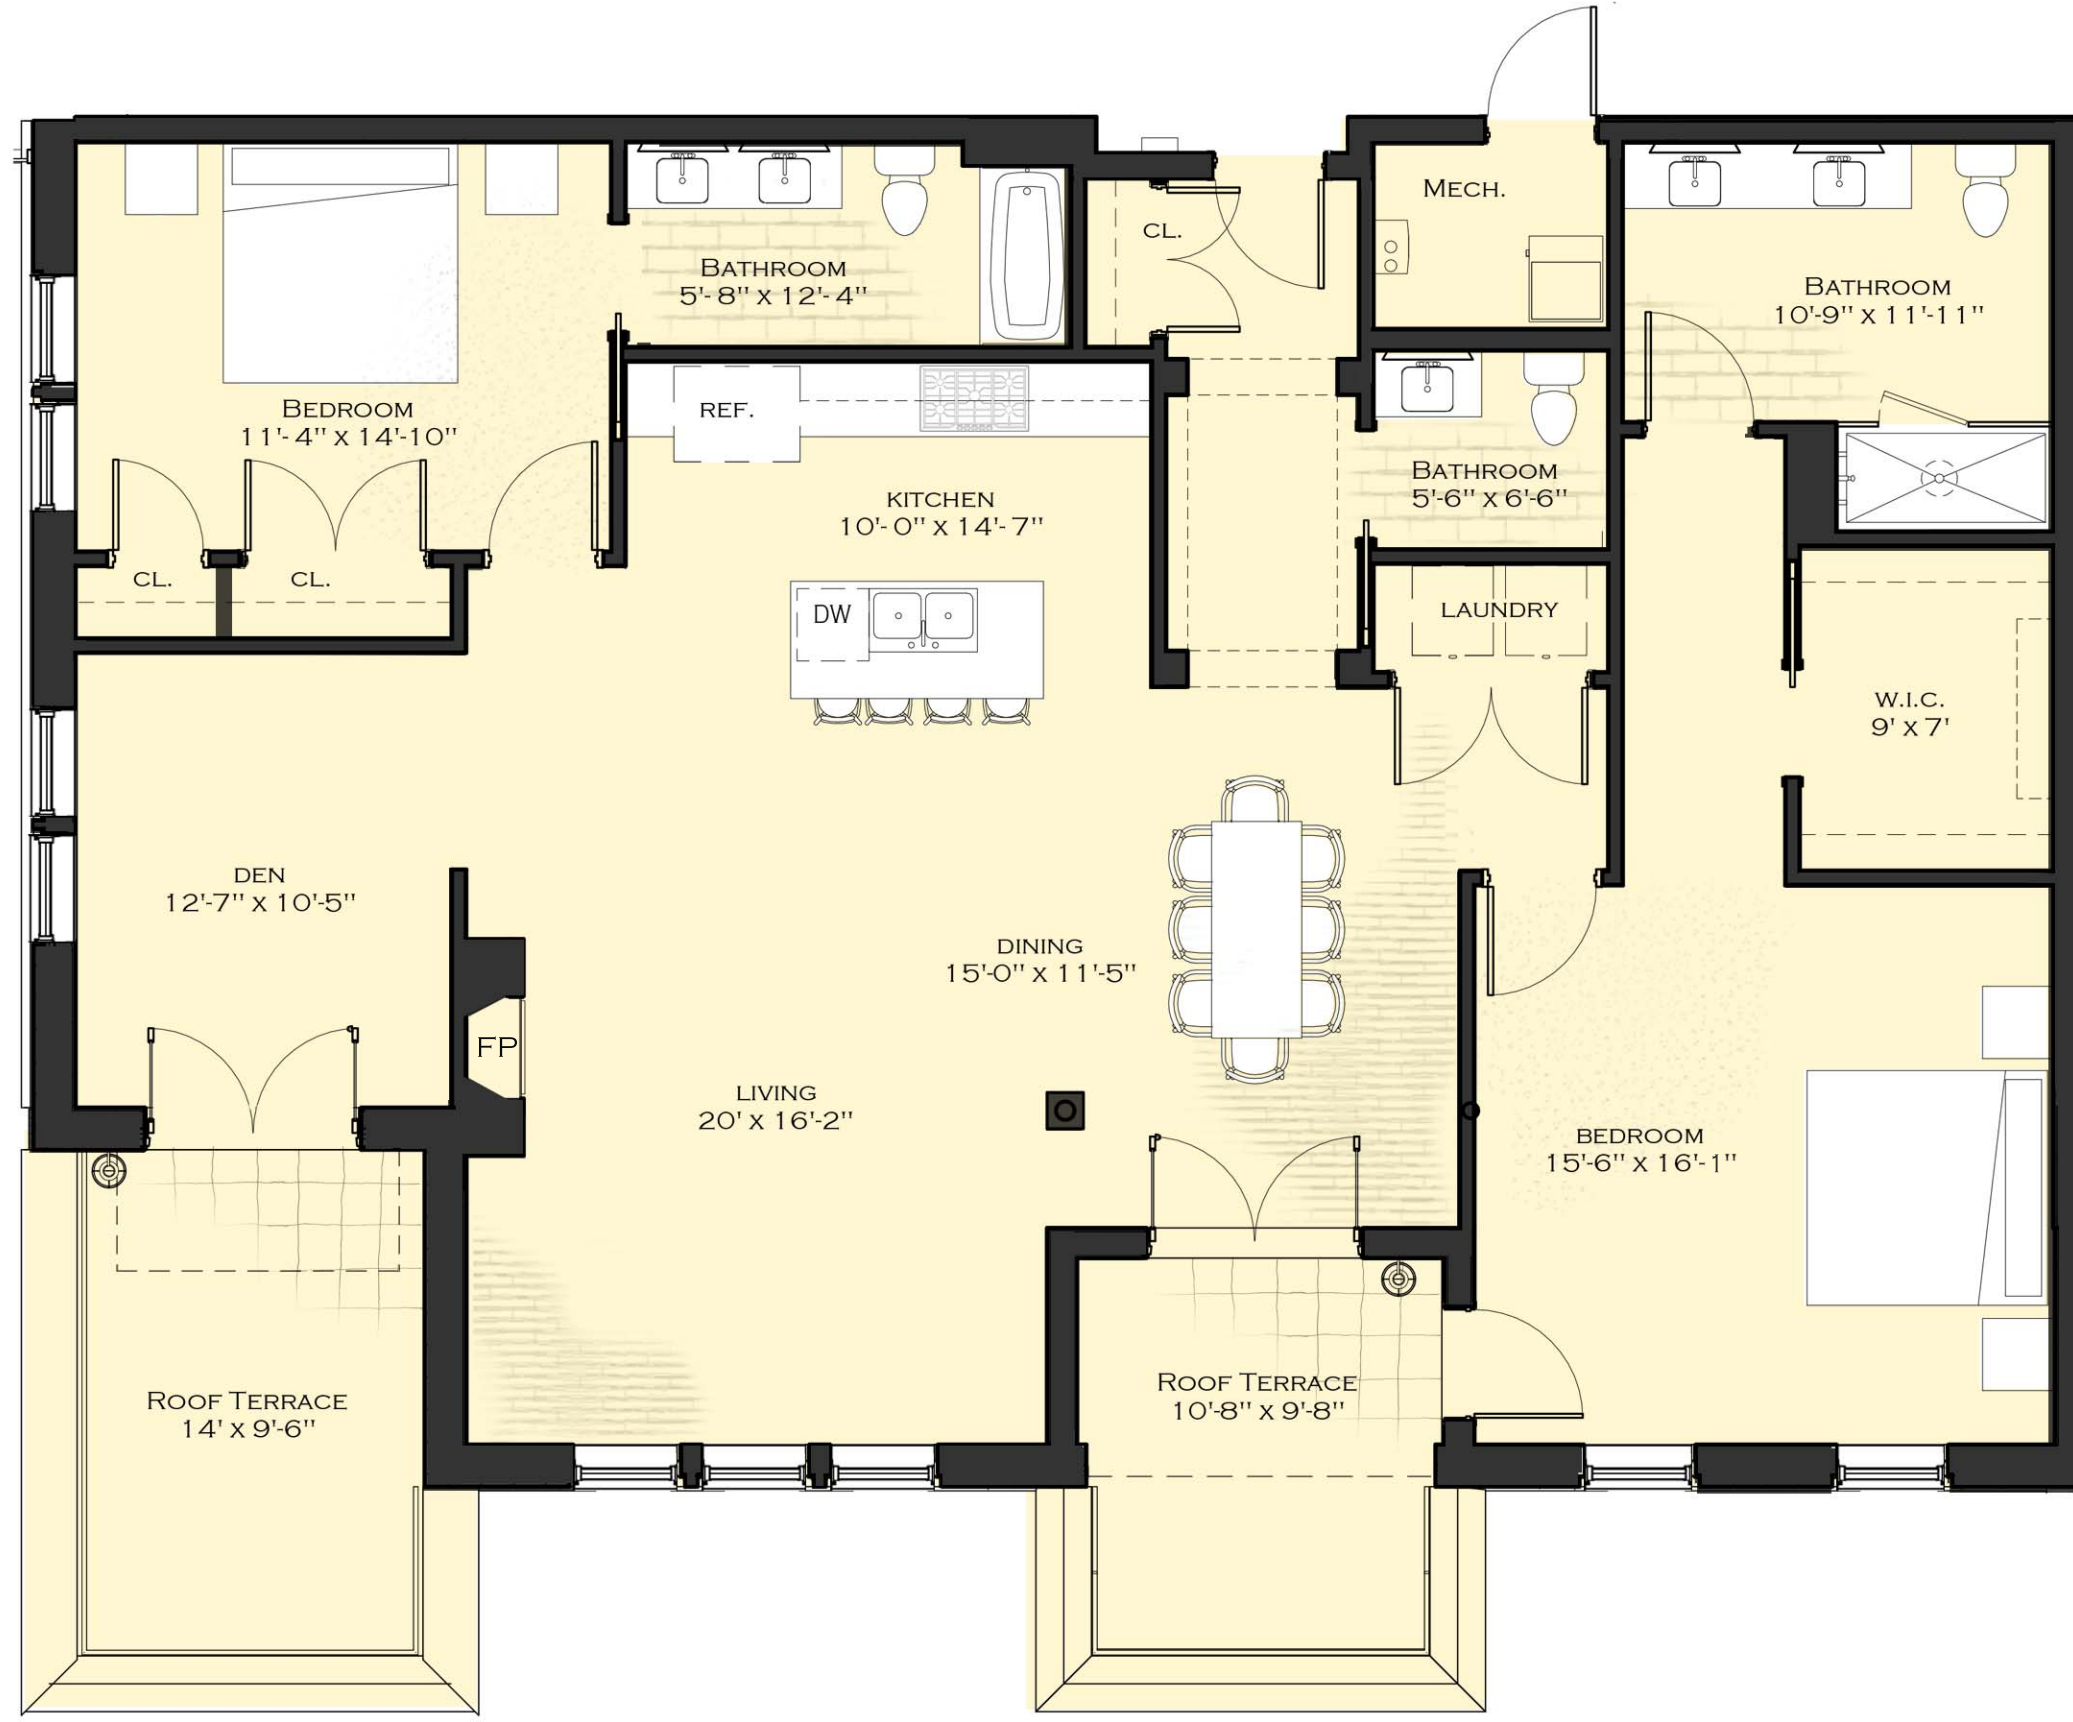 MECH.
CL.
BATHROOM
5'-8" X 12'-4"
BATHROOM
10'-9" X 11'-11"
BEDROOM
11'-4" X 14'-10"
REF.
KITCHEN
10'-0" X 14'-7"
BATHROOM
5'-6" X 6'-6"
CL.
CL.
DW
LAUNDRY
W.I.C.
9' X 7'
DEN
12'-7" X 10'-5"
DINING
15'-0" X 11'-5"
FP
LIVING
20' X 16'-2"
BEDROOM
15'-6" X 16'-1"
ROOF TERRACE
14' X 9'-6"
ROOF TERRACE
10'-8" X 9'-8"